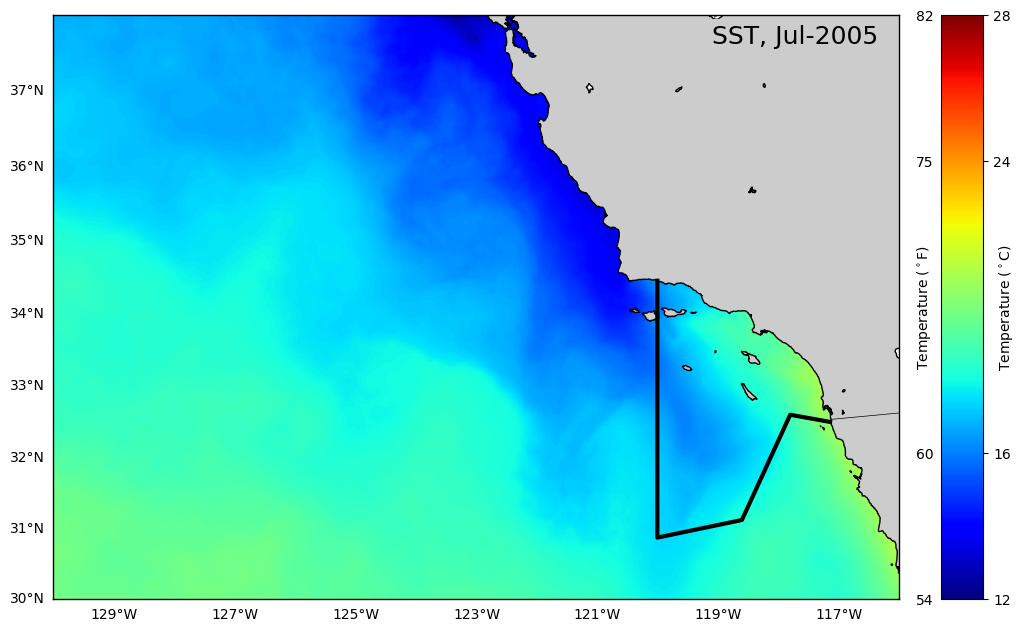 SST, Jul-2005
37°N
36°N
35°N
34°N
33°N
32°N
31°N
30°N
129°W
127°W
125°W
123°W
121°W
119°W
117°W
82
75
60
54
Temperature (°F)
28
24
16
12
Temperature (°C)